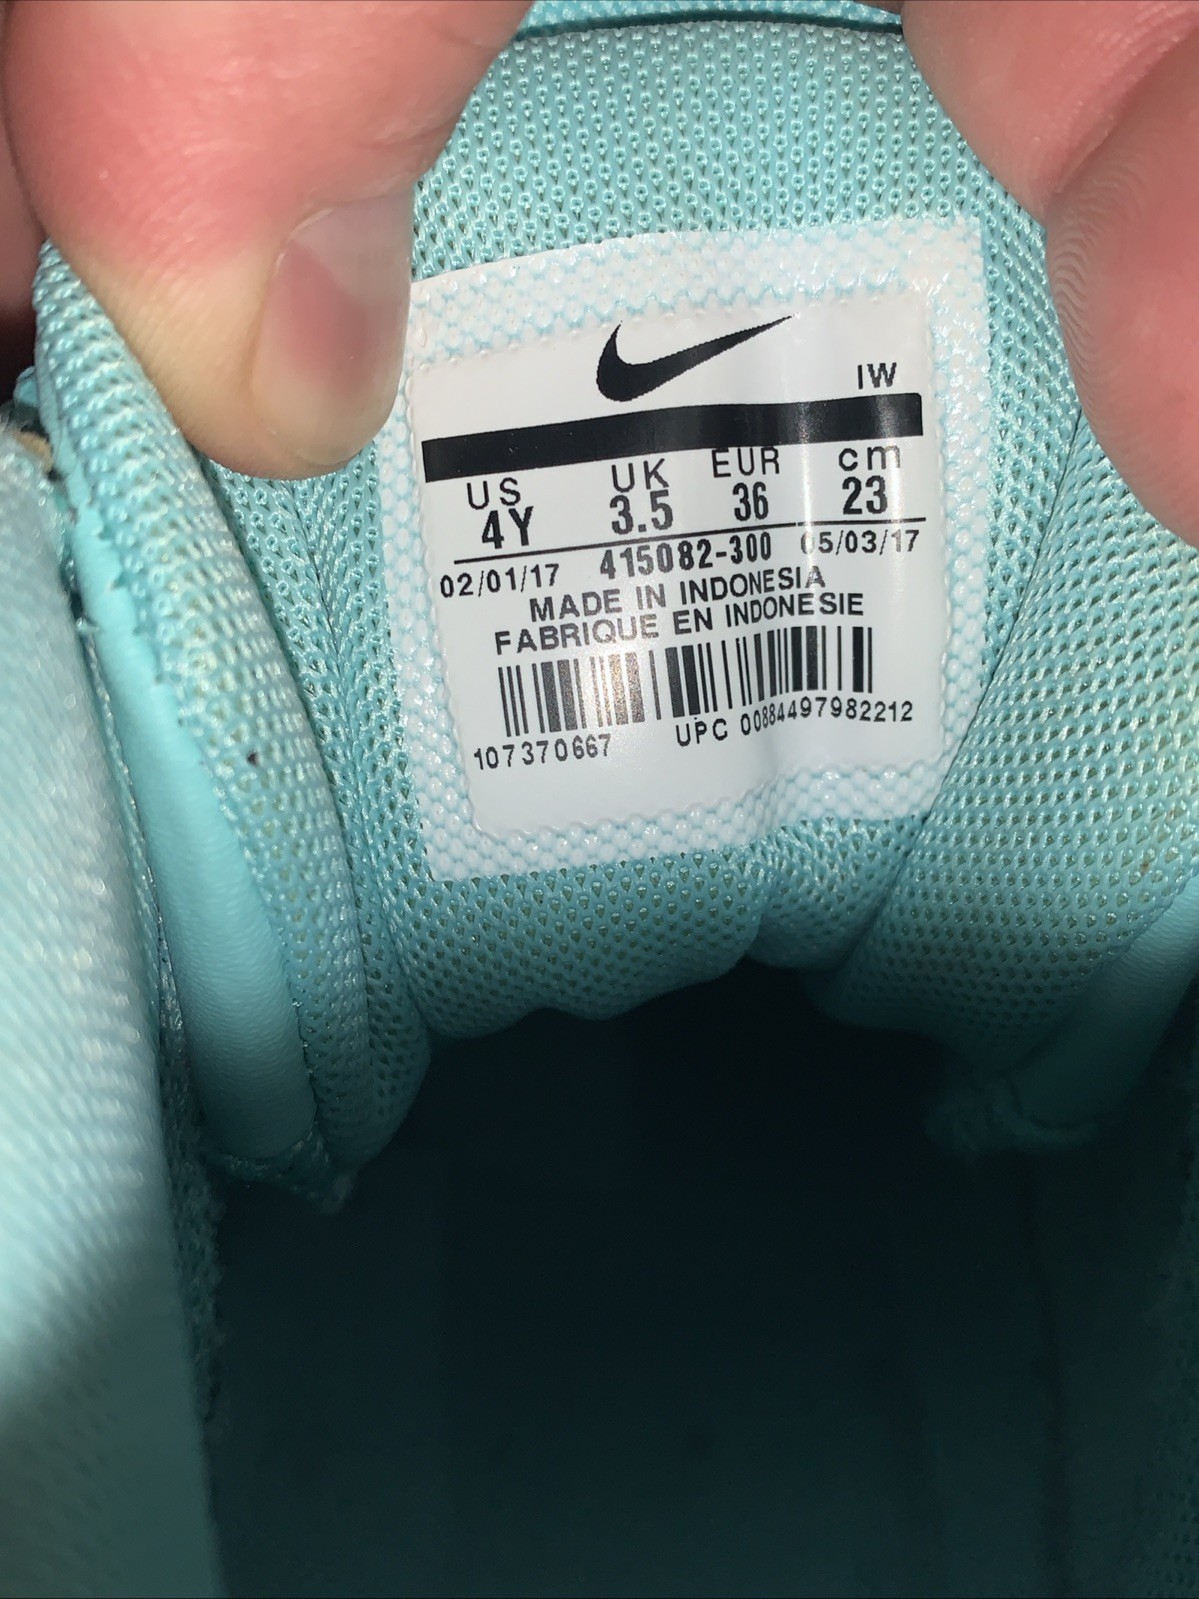 IW
US UK EUR cm
4Y 3.5 36 23
02/01/17 415082-300 05/03/17
MADE IN INDONESIA
FABRIQUE EN INDONESIE
107370667 UPC 00884497982212